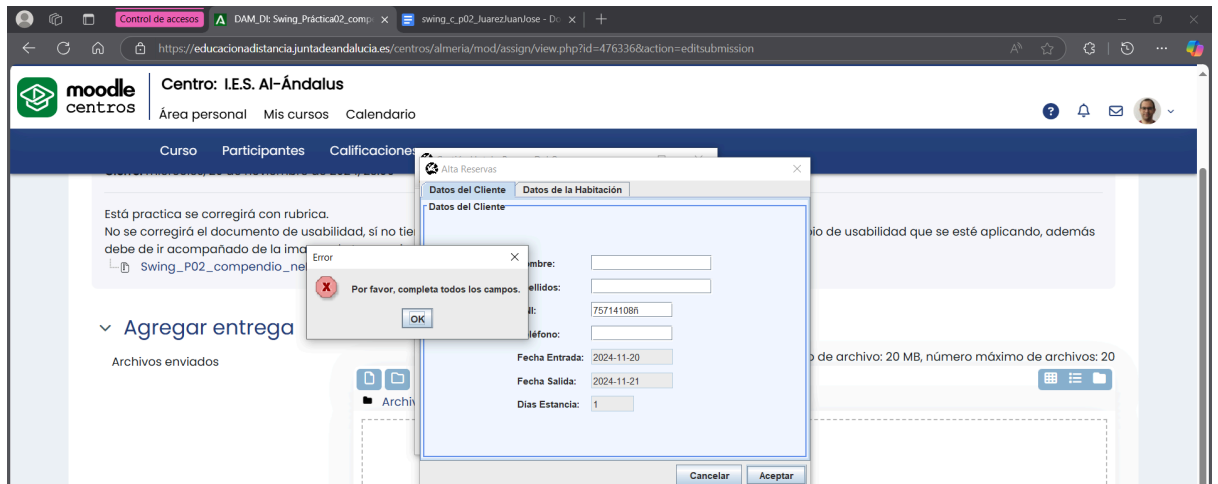 Control de accesos
DAM_DI: Swing_Práctica02_comp
swing_c_p02_JuarezJuanJose - Do
https://educacionadistancia.juntadeandalucia.es/centros/almeria/mod/assign/view.php?id=476336&action=editsubmission
moodle
centros
Centro: I.E.S. Al-Ándalus
Área personal Mis cursos Calendario
Curso Participantes Calificaciones
Está practica se corregirá con rubrica.
No se corregirá el documento de usabilidad, si no tie
io de usabilidad que se esté aplicando, además
debe de ir acompañado de la ima
Swing_P02_compendio_ne
Agregar entrega
Archivos enviados
o de archivo: 20 MB, número máximo de archivos: 20
Archiv
Alta Reservas
Datos del Cliente Datos de la Habitación
Datos del Cliente
mbre:
ellidos:
NI: 75714108ñ
léfono:
Fecha Entrada: 2024-11-20
Fecha Salida: 2024-11-21
Días Estancia: 1
Cancelar Aceptar
Error
Por favor, completa todos los campos.
OK